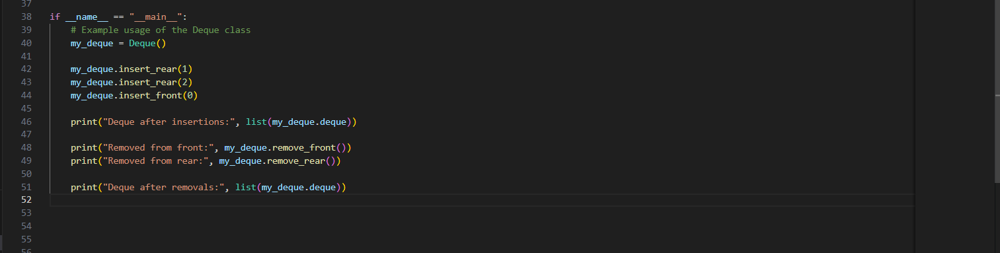 37
38 if __name__ == "__main__":
39     # Example usage of the Deque class
40     my_deque = Deque()
41
42     my_deque.insert_rear(1)
43     my_deque.insert_rear(2)
44     my_deque.insert_front(0)
45
46     print("Deque after insertions:", list(my_deque.deque))
47
48     print("Removed from front:", my_deque.remove_front())
49     print("Removed from rear:", my_deque.remove_rear())
50
51     print("Deque after removals:", list(my_deque.deque))
52
53
54
55
56